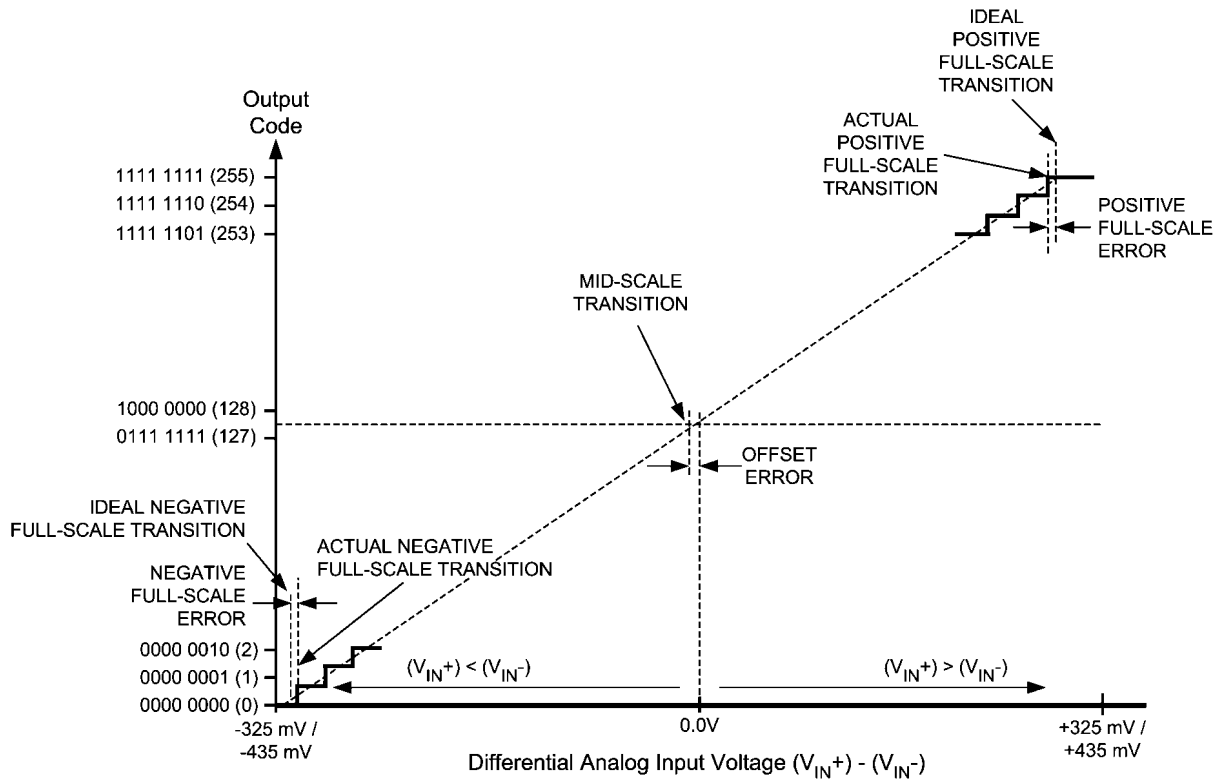 IDEAL
POSITIVE
FULL-SCALE
TRANSITION
Output
Code
ACTUAL
POSITIVE
FULL-SCALE
TRANSITION
1111 1111 (255)
1111 1110 (254)
1111 1101 (253)
POSITIVE
FULL-SCALE
ERROR
MID-SCALE
TRANSITION
1000 0000 (128)
0111 1111 (127)
OFFSET
ERROR
IDEAL NEGATIVE
FULL-SCALE TRANSITION
ACTUAL NEGATIVE
FULL-SCALE TRANSITION
NEGATIVE
FULL-SCALE
ERROR
0000 0010 (2)
0000 0001 (1)
0000 0000 (0)
(VIN+) < (VIN-)
(VIN+) > (VIN-)
-325 mV /
-435 mV
0.0V
+325 mV /
+435 mV
Differential Analog Input Voltage (VIN+) - (VIN-)